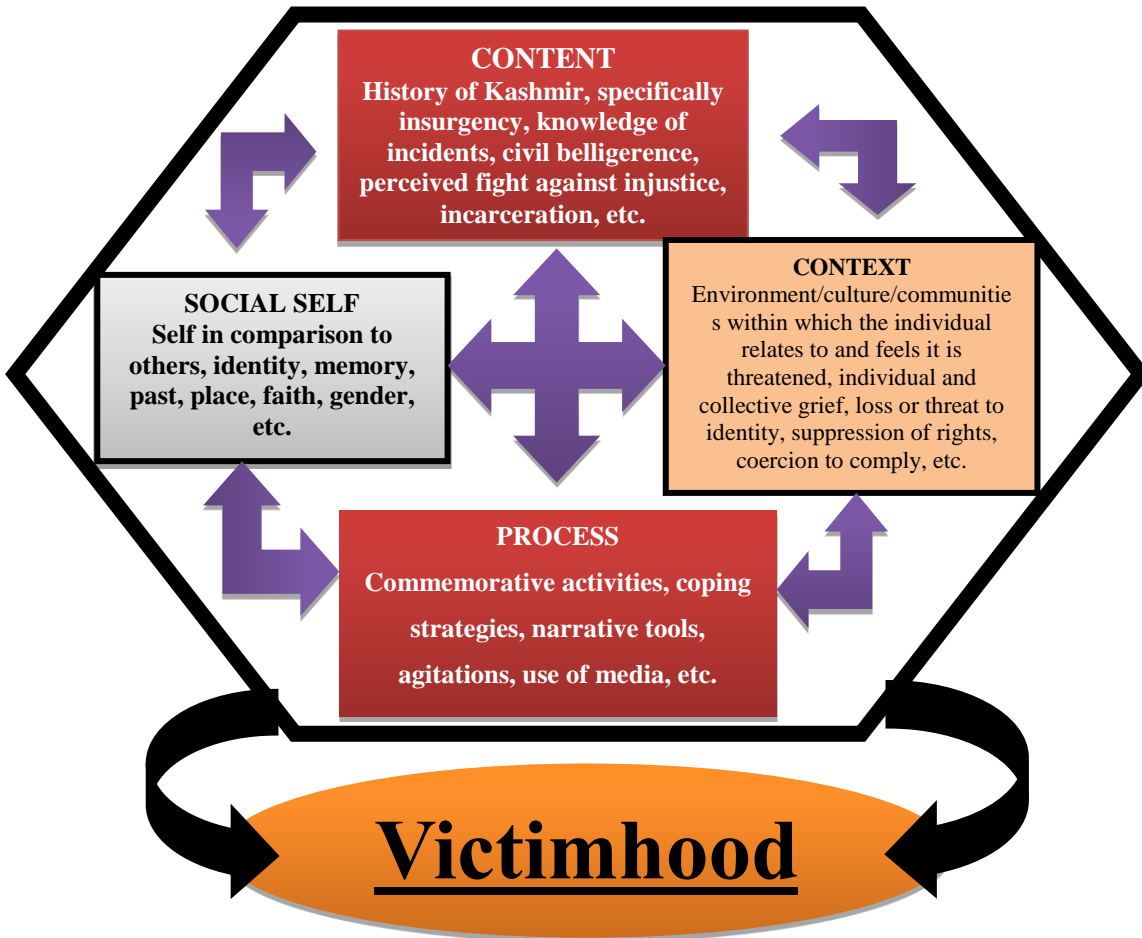 CONTENT
History of Kashmir, specifically
insurgency, knowledge of
incidents, civil belligerence,
perceived fight against injustice,
incarceration, etc.
SOCIAL SELF
Self in comparison to
others, identity, memory,
past, place, faith, gender,
etc.
CONTEXT
Environment/culture/communitie
s within which the individual
relates to and feels it is
threatened, individual and
collective grief, loss or threat to
identity, suppression of rights,
coercion to comply, etc.
PROCESS
Commemorative activities, coping
strategies, narrative tools,
agitations, use of media, etc.
Victimhood